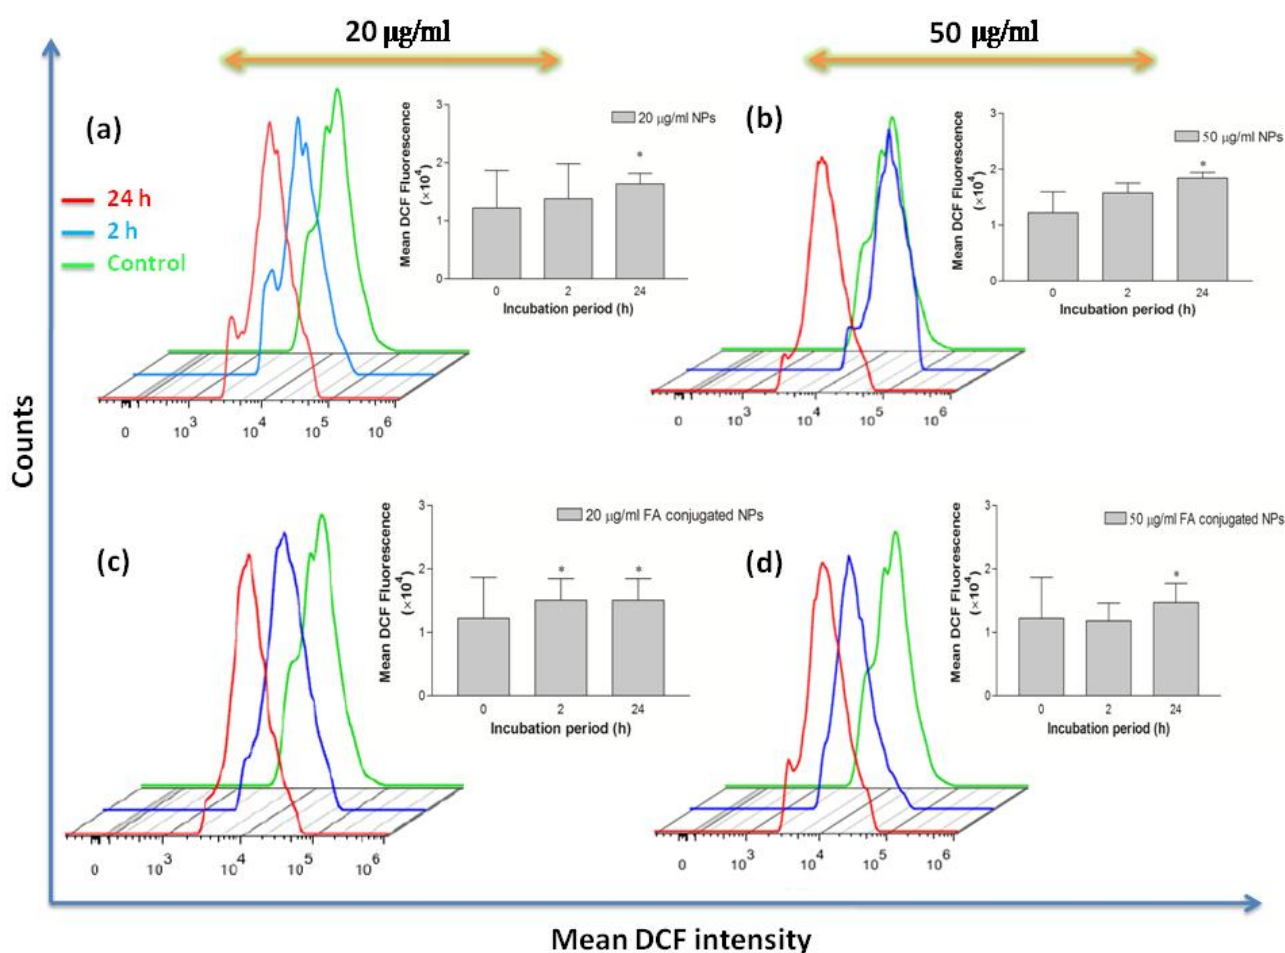 20 μg/ml
50 μg/ml
(a)
24 h
2 h
Control
Mean DCF Fluorescence
(×10⁴)
3
2
1
0
20 μg/ml NPs
*
0 2 24
Incubation period (h)
0 10³ 10⁴ 10⁵ 10⁶
(b)
Mean DCF Fluorescence
(×10⁴)
3
2
1
0
50 μg/ml NPs
*
0 2 24
Incubation period (h)
0 10³ 10⁴ 10⁵ 10⁶
Counts
(c)
Mean DCF Fluorescence
(×10⁴)
3
2
1
0
20 μg/ml FA conjugated NPs
* *
0 2 24
Incubation period (h)
0 10³ 10⁴ 10⁵ 10⁶
(d)
Mean DCF Fluorescence
(×10⁴)
3
2
1
0
50 μg/ml FA conjugated NPs
*
0 2 24
Incubation period (h)
0 10³ 10⁴ 10⁵ 10⁶
Mean DCF intensity